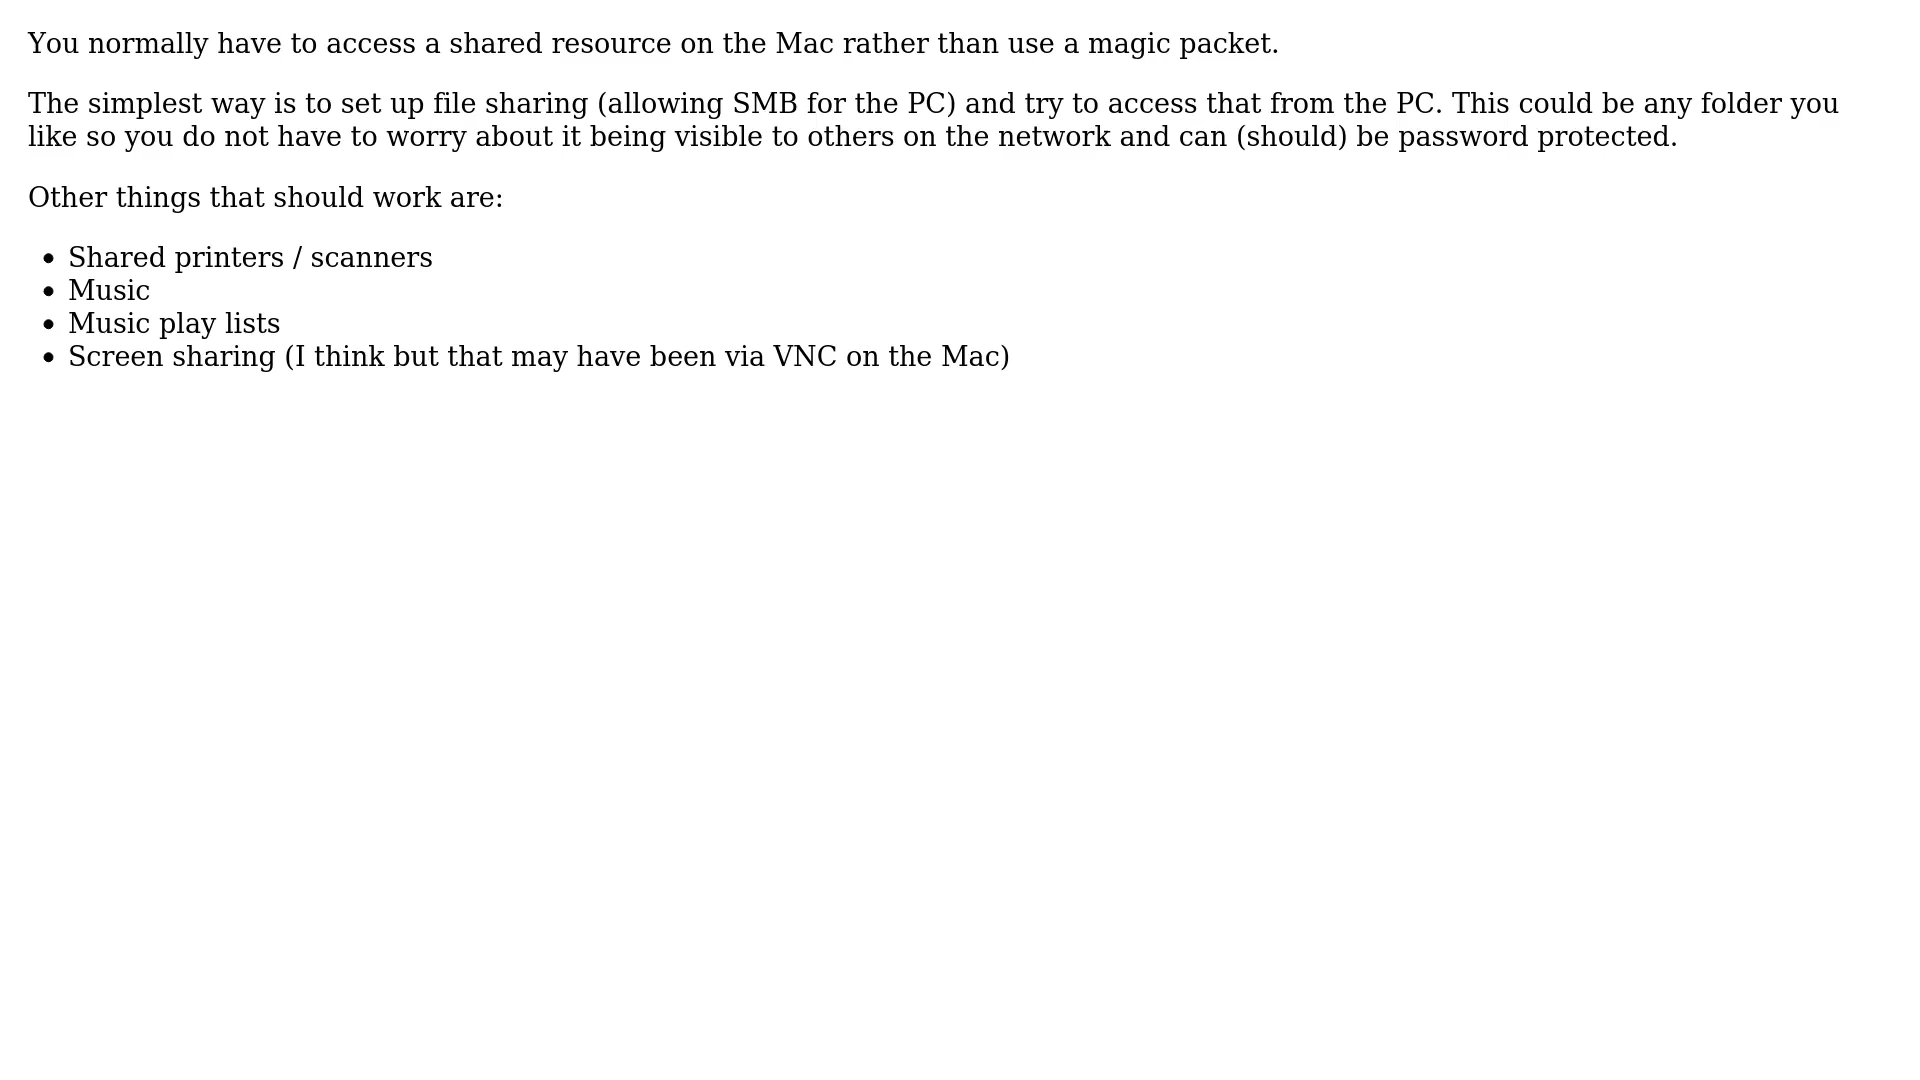 You normally have to access a shared resource on the Mac rather than use a magic packet.
The simplest way is to set up file sharing (allowing SMB for the PC) and try to access that from the PC. This could be any folder you
like so you do not have to worry about it being visible to others on the network and can (should) be password protected.
Other things that should work are:
• Shared printers / scanners
• Music
• Music play lists
• Screen sharing (I think but that may have been via VNC on the Mac)